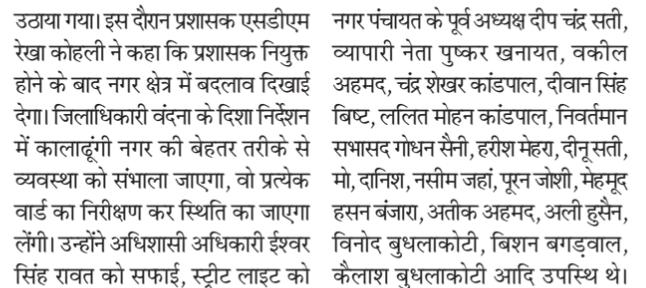 उठाया गया। इस दौरान प्रशासक एसडीएम
रेखा कोहली ने कहा कि प्रशासक नियुक्त
होने के बाद नगर क्षेत्र में बदलाव दिखाई
देगा। जिलाधिकारी वंदना के दिशा निर्देशन
में कालाढूंगी नगर की बेहतर तरीके से
व्यवस्था को संभाला जाएगा, वो प्रत्येक
वार्ड का निरीक्षण कर स्थिति का जाएगा
लेंगी। उन्होंने अधिशासी अधिकारी ईश्वर
सिंह रावत को सफाई, स्ट्रीट लाइट को
नगर पंचायत के पूर्व अध्यक्ष दीप चंद्र सती,
व्यापारी नेता पुष्कर खनायत, वकील
अहमद, चंद्र शेखर कांडपाल, दीवान सिंह
बिष्ट, ललित मोहन कांडपाल, निवर्तमान
सभासद गोधन सैनी, हरीश मेहरा, दीनू सती,
मो, दानिश, नसीम जहां, पूरन जोशी, मेहमूद
हसन बंजारा, अतीक अहमद, अली हुसैन,
विनोद बुधलाकोटी, बिशन बगड़वाल,
कैलाश बुधलाकोटी आदि उपस्थि थे।